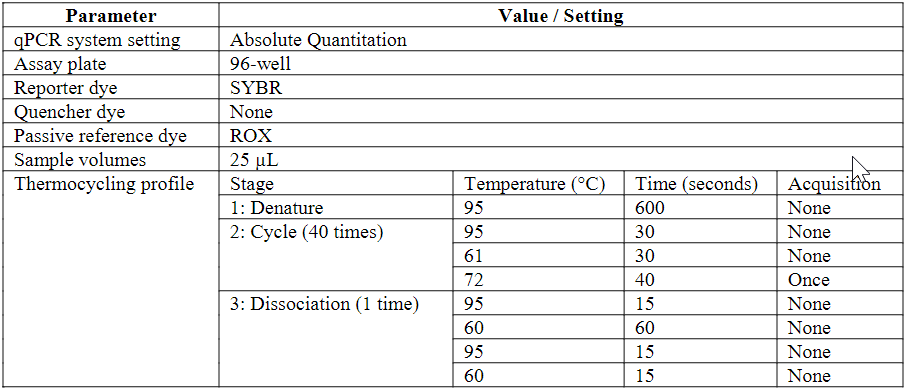 Parameter Value / Setting
qPCR system setting Absolute Quantitation
Assay plate 96-well
Reporter dye SYBR
Quencher dye None
Passive reference dye ROX
Sample volumes 25 µL
Thermocycling profile Stage Temperature (°C) Time (seconds) Acquisition
1: Denature 95 600 None
2: Cycle (40 times) 95 30 None
61 30 None
72 40 Once
3: Dissociation (1 time) 95 15 None
60 60 None
95 15 None
60 15 None